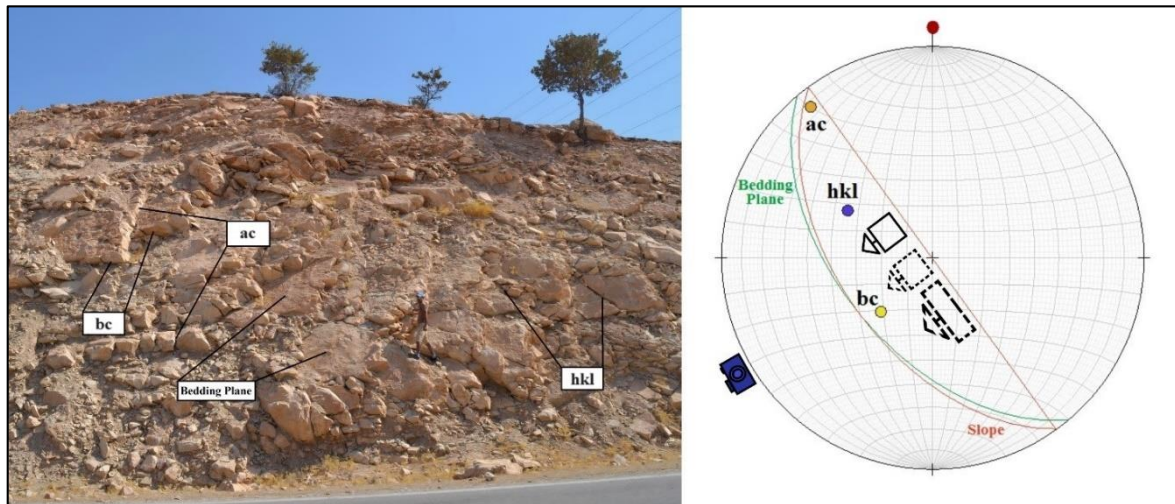 ac
bc
Bedding Plane
hkl
ac
hkl
Bedding
Plane
bc
Slope